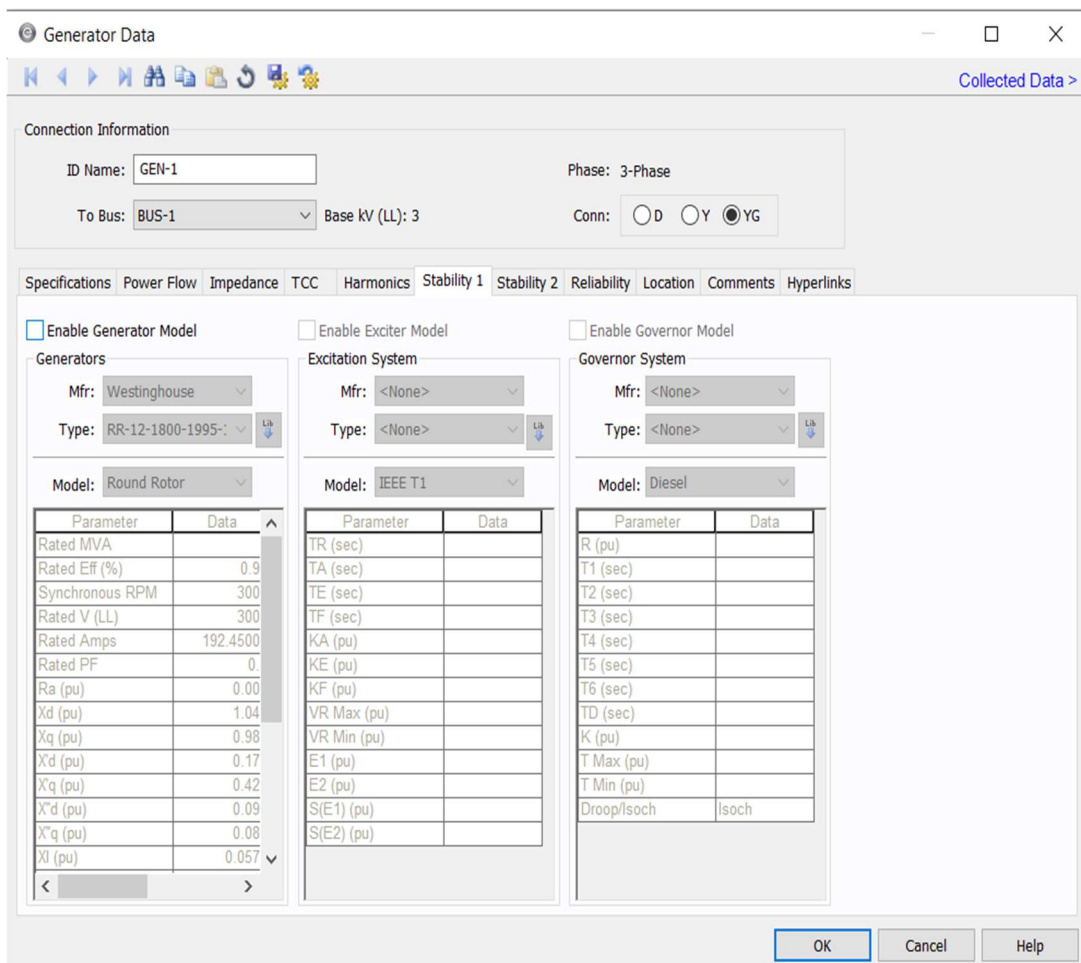 Generator Data
Collected Data >
Connection Information
ID Name: GEN-1
Phase: 3-Phase
To Bus: BUS-1 Base kV (LL): 3
Conn: D Y YG
Specifications Power Flow Impedance TCC Harmonics Stability 1 Stability 2 Reliability Location Comments Hyperlinks
Enable Generator Model
Generators
Mfr: Westinghouse
Type: RR-12-1800-1995- Lib
Model: Round Rotor
Parameter Data
Rated MVA
Rated Eff (%) 0.9
Synchronous RPM 300
Rated V (LL) 300
Rated Amps 192.4500
Rated PF 0.
Ra (pu) 0.00
Xd (pu) 1.04
Xq (pu) 0.98
X'd (pu) 0.17
X'q (pu) 0.42
X"d (pu) 0.09
X"q (pu) 0.08
Xl (pu) 0.057
Enable Exciter Model
Excitation System
Mfr: <None>
Type: <None> Lib
Model: IEEE T1
Parameter Data
TR (sec)
TA (sec)
TE (sec)
TF (sec)
KA (pu)
KE (pu)
KF (pu)
VR Max (pu)
VR Min (pu)
E1 (pu)
E2 (pu)
S(E1) (pu)
S(E2) (pu)
Enable Governor Model
Governor System
Mfr: <None>
Type: <None> Lib
Model: Diesel
Parameter Data
R (pu)
T1 (sec)
T2 (sec)
T3 (sec)
T4 (sec)
T5 (sec)
T6 (sec)
TD (sec)
K (pu)
T Max (pu)
T Min (pu)
Droop/Isoch Isoch
OK Cancel Help